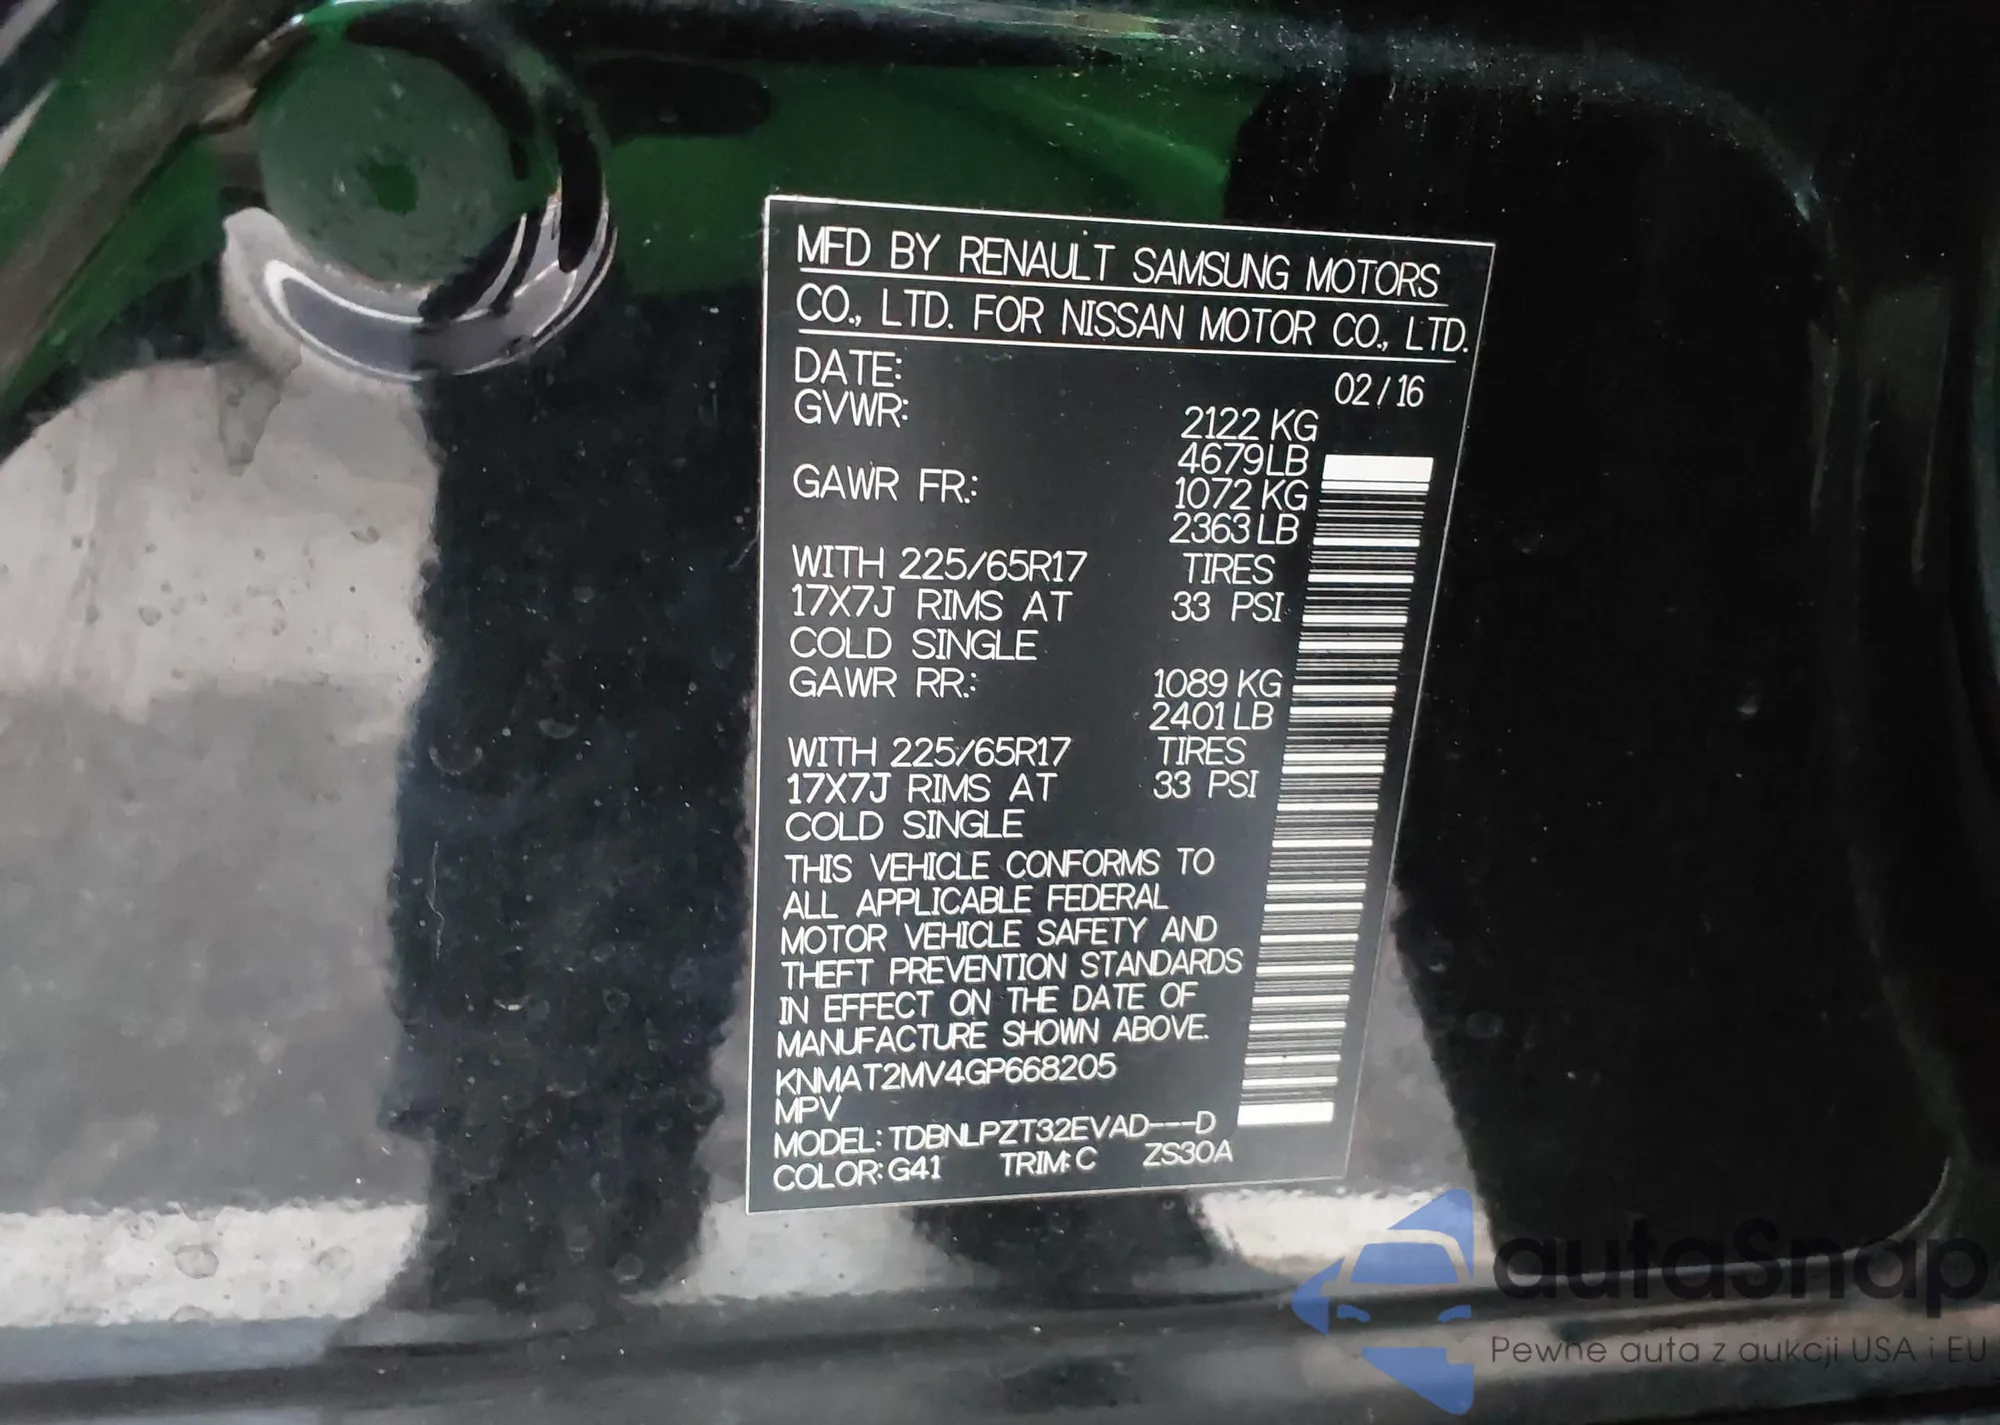 MFD BY RENAULT SAMSUNG MOTORS
CO., LTD. FOR NISSAN MOTOR CO., LTD.
DATE: 02/16
GVWR: 2122 KG
4679 LB
GAWR FR.: 1072 KG
2363 LB
WITH 225/65R17 TIRES
17X7J RIMS AT 33 PSI
COLD SINGLE
GAWR RR.: 1089 KG
2401 LB
WITH 225/65R17 TIRES
17X7J RIMS AT 33 PSI
COLD SINGLE
THIS VEHICLE CONFORMS TO
ALL APPLICABLE FEDERAL
MOTOR VEHICLE SAFETY AND
THEFT PREVENTION STANDARDS
IN EFFECT ON THE DATE OF
MANUFACTURE SHOWN ABOVE.
KNMAT2MV4GP668205
MPV
MODEL: TDBNLPZT32EVAD---D
COLOR: G41 TRIM: C ZS30A
autaSnap
Pewne auta z aukcji USA i EU